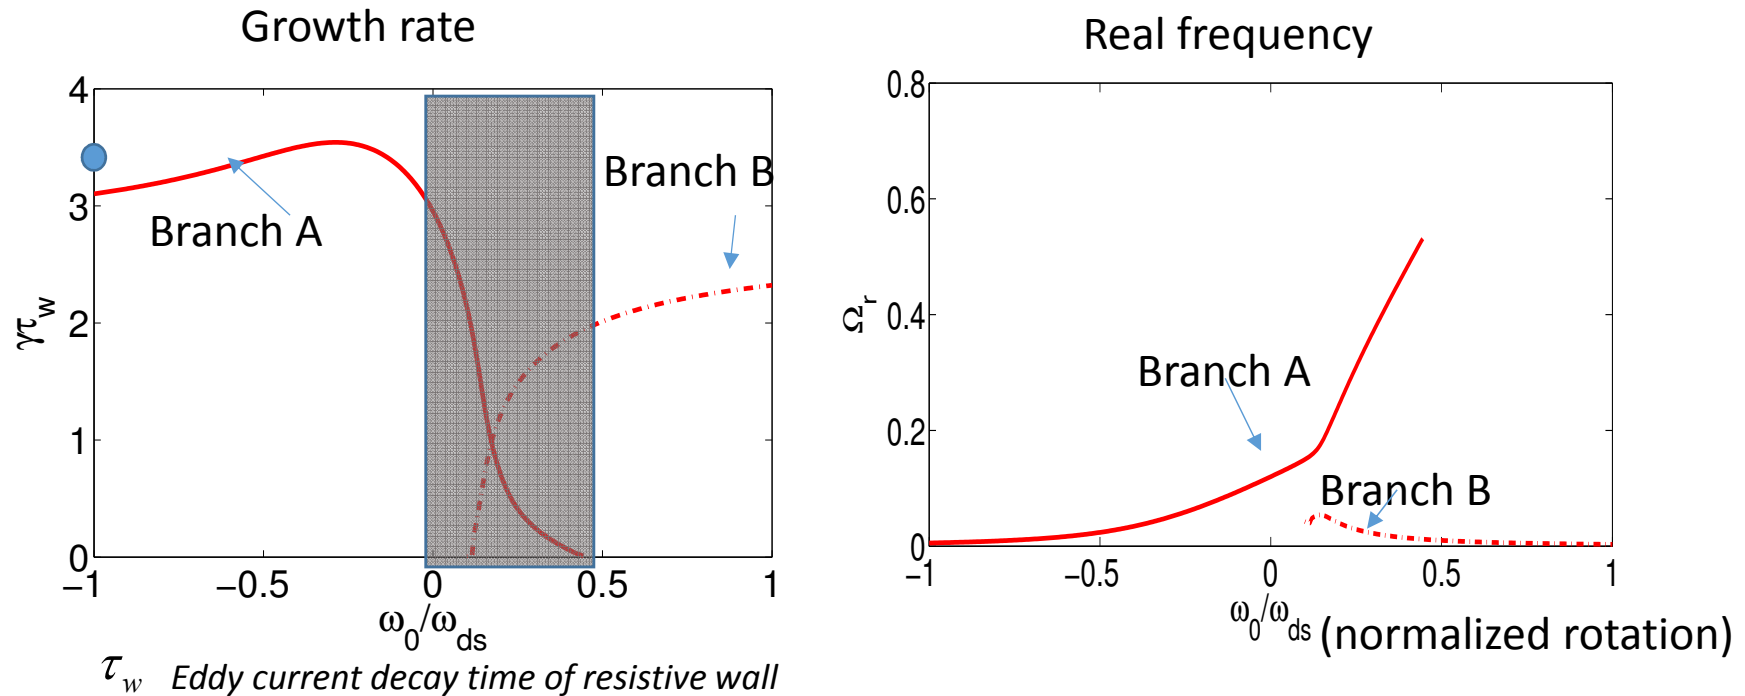 Growth rate
Real frequency
4
3
2
1
0
γτw
Branch A
Branch B
−1
−0.5
0
0.5
1
ω0/ωds
τw Eddy current decay time of resistive wall
0.8
0.6
0.4
0.2
0
Ωr
Branch A
Branch B
−1
−0.5
0
0.5
1
ω0/ωds (normalized rotation)